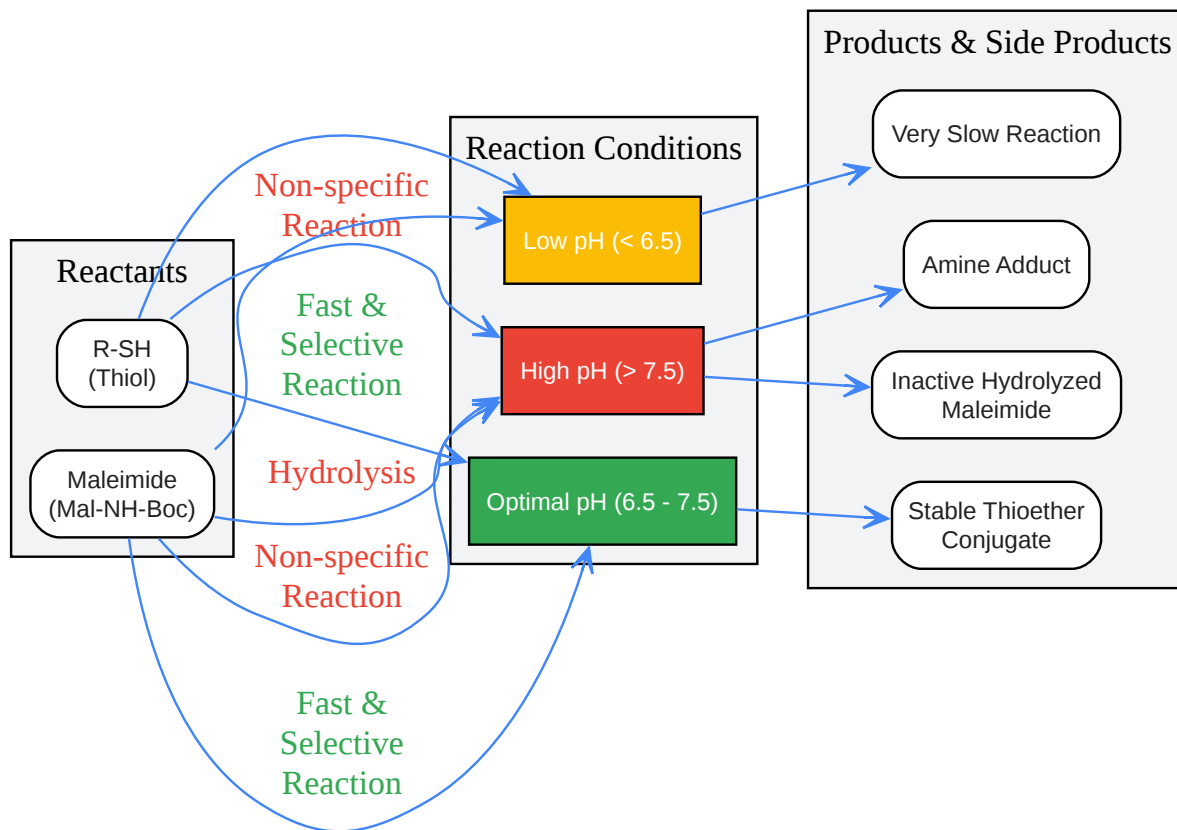 Reactants
R-SH
(Thiol)
Maleimide
(Mal-NH-Boc)
Non-specific
Reaction
Fast &
Selective
Reaction
Hydrolysis
Non-specific
Reaction
Fast &
Selective
Reaction
Reaction Conditions
Low pH (< 6.5)
High pH (> 7.5)
Optimal pH (6.5 - 7.5)
Products & Side Products
Very Slow Reaction
Amine Adduct
Inactive Hydrolyzed
Maleimide
Stable Thioether
Conjugate